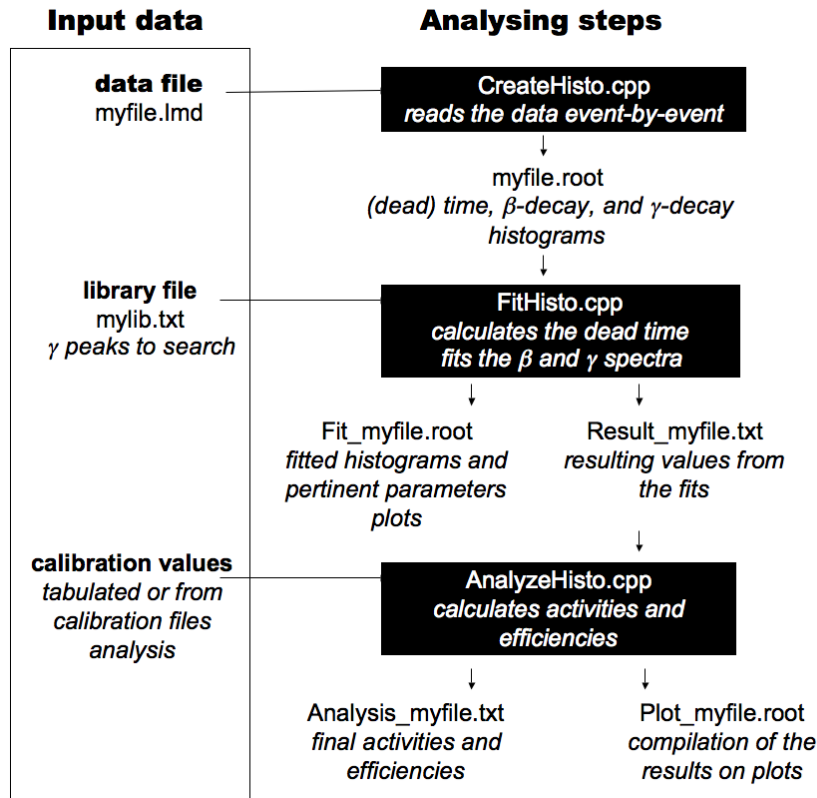 Input data
Analysing steps
data file
myfile.lmd
CreateHisto.cpp
reads the data event-by-event
myfile.root
(dead) time, β-decay, and γ-decay
histograms
library file
mylib.txt
γ peaks to search
FitHisto.cpp
calculates the dead time
fits the β and γ spectra
Fit_myfile.root
fitted histograms and
pertinent parameters
plots
Result_myfile.txt
resulting values from
the fits
calibration values
tabulated or from
calibration files
analysis
AnalyzeHisto.cpp
calculates activities and
efficiencies
Analysis_myfile.txt
final activities and
efficiencies
Plot_myfile.root
compilation of the
results on plots